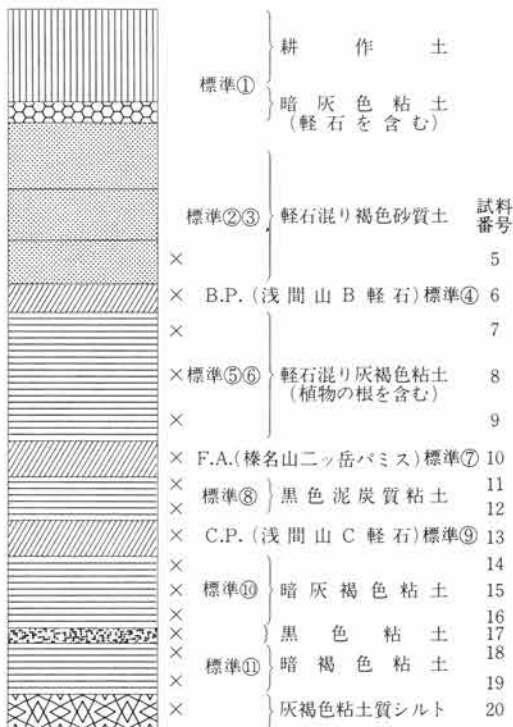 耕作土
標準①
暗灰色粘土
(軽石を含む)
標準②③ 軽石混り褐色砂質土 試料番号
× 5
× B.P.(浅間山B軽石)標準④ 6
× 7
× 標準⑤⑥ 軽石混り灰褐色粘土 8
(植物の根を含む)
× 9
× F.A.(榛名山二ッ岳パミス)標準⑦ 10
× 11
標準⑧ 黒色泥炭質粘土
× 12
× C.P.(浅間山C軽石)標準⑨ 13
× 14
× 標準⑩ 暗灰褐色粘土 15
× 16
× 黒色粘土 17
× 18
標準⑪ 暗褐色粘土
× 19
× 灰褐色粘土質シルト 20